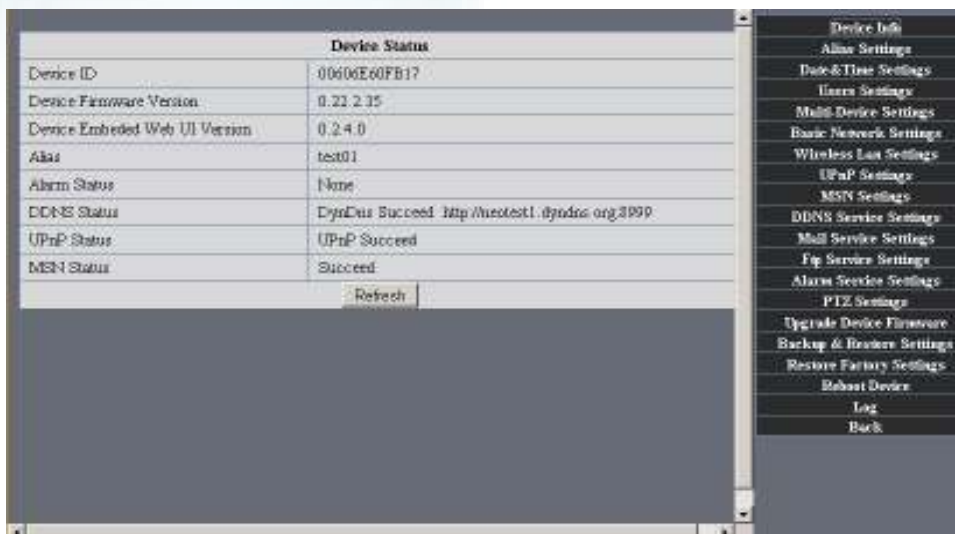 Device Status
Device ID 00606E60FB17
Device Firmware Version 0.22.2.35
Device Embeded Web UI Version 0.2.4.0
Alias test01
Alarm Status None
DDNS Status DynDns Succeed http://neotest1.dyndns.org:8999
UPnP Status UPnP Succeed
MSN Status Succeed
Refresh
Device Info
Alias Settings
Date&Time Settings
Users Settings
Multi-Device Settings
Basic Network Settings
Wireless Lan Settings
UPnP Settings
MSN Settings
DDNS Service Settings
Mail Service Settings
Ftp Service Settings
Alarm Service Settings
PTZ Settings
Upgrade Device Firmware
Backup & Restore Settings
Restore Factory Settings
Reboot Device
Log
Back